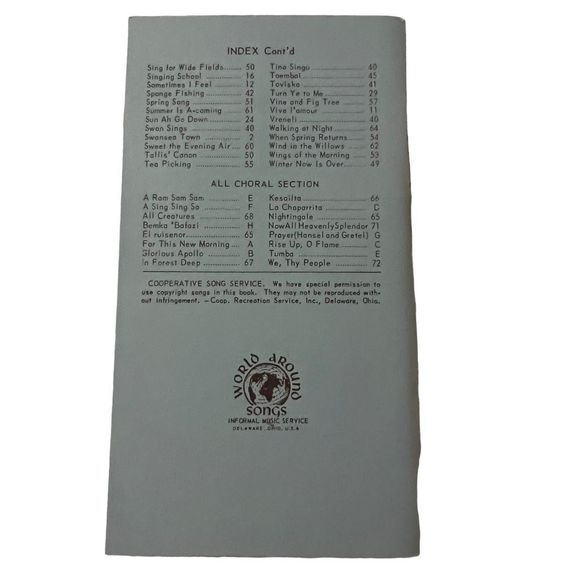 INDEX Cont'd
Sing for Wide Fields........ 50
Singing School .............. 16
Sometimes I Feel ........... 12
Sponge Fishing .............. 42
Spring Song ................. 51
Summer Is A-coming ...... 61
Sun Ah Go Down ............ 24
Swan Sings .................. 40
Swansea Town .............. 2
Sweet the Evening Air .... 60
Tallis' Canon ................ 50
Tea Picking .................. 55
Tina Singu .................... 40
Toembai ...................... 45
Toviska ....................... 41
Turn Ye to Me ................ 29
Vine and Fig Tree ........... 57
Vive l'amour .................. 11
Vreneli ........................ 40
Walking at Night ............ 64
When Spring Returns ....... 54
Wind in the Willows ........ 62
Wings of the Morning ...... 53
Winter Now Is Over......... 49
ALL CHORAL SECTION
A Ram Sam Sam ............ E
A Sing Sing So .............. F
All Creatures ................ 68
Bemka "Bafazi .............. H
El ruisenor ................... 65
For This New Morning .... A
Glorious Apollo ............. B
In Forest Deep .............. 67
Kesailta ....................... 66
La Chaparrita ................ D
Nightingale ................... 65
Now All Heavenly Splendor 71
Prayer (Hansel and Gretel) G
Rise Up, O Flame ............ C
Tumba ......................... E
We, Thy People .............. 72
COOPERATIVE SONG SERVICE. We have special permission to
use copyright songs in this book. They may not be reproduced with-
out infringement. —Coop. Recreation Service, Inc., Delaware, Ohio.
WORLD AROUND
SONGS
INFORMAL MUSIC SERVICE
DELAWARE, OHIO, U.S.A